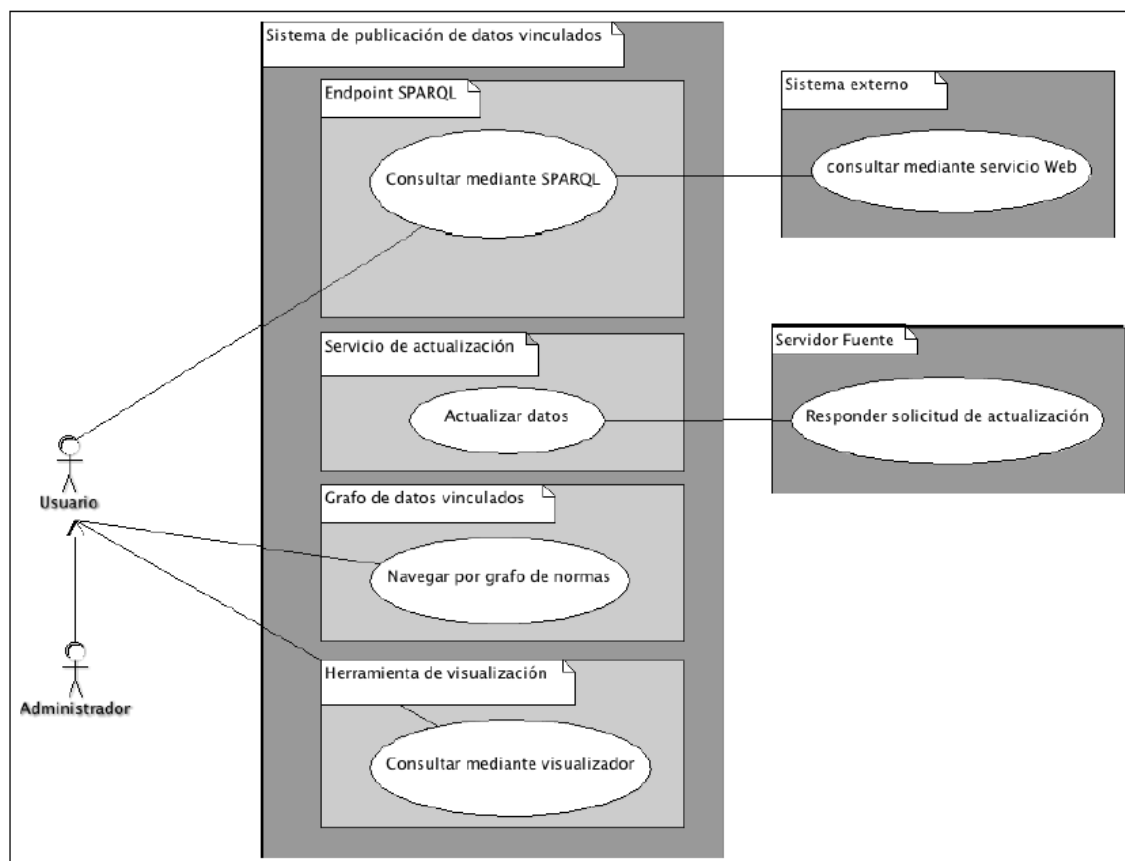 Sistema de publicación de datos vinculados
Endpoint SPARQL
Consultar mediante SPARQL
Sistema externo
consultar mediante servicio Web
Servicio de actualización
Actualizar datos
Servidor Fuente
Responder solicitud de actualización
Usuario
Grafo de datos vinculados
Navegar por grafo de normas
Administrador
Herramienta de visualización
Consultar mediante visualizador